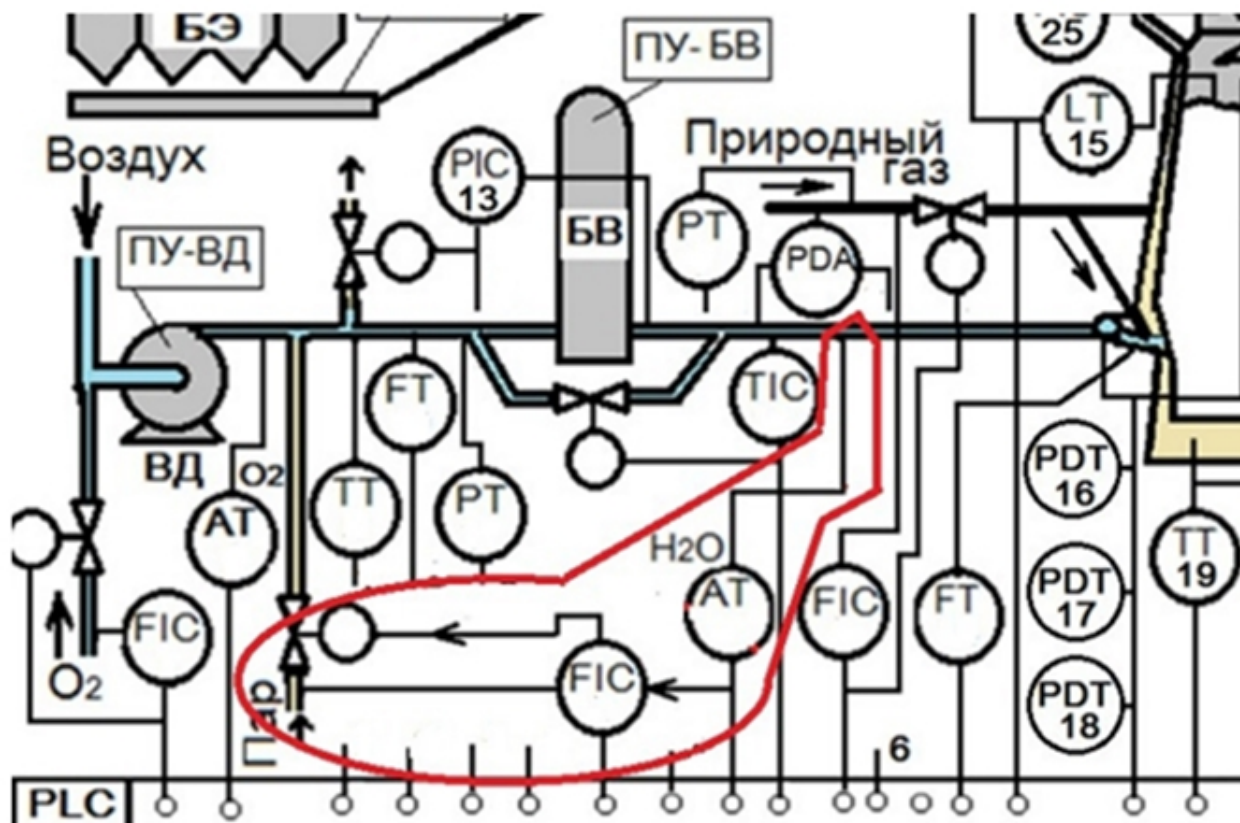 БЭ
ПУ-БВ
25
LT
15
Воздух
PIC
13
Природный
газ
PT
БВ
ПУ-ВД
PDA
FT
TIC
ВД
O2
AT
TT
PT
PDT
16
H2O
TT
19
AT
FIC
FT
PDT
17
FIC
O2
Пар
FIC
PDT
18
6
PLC